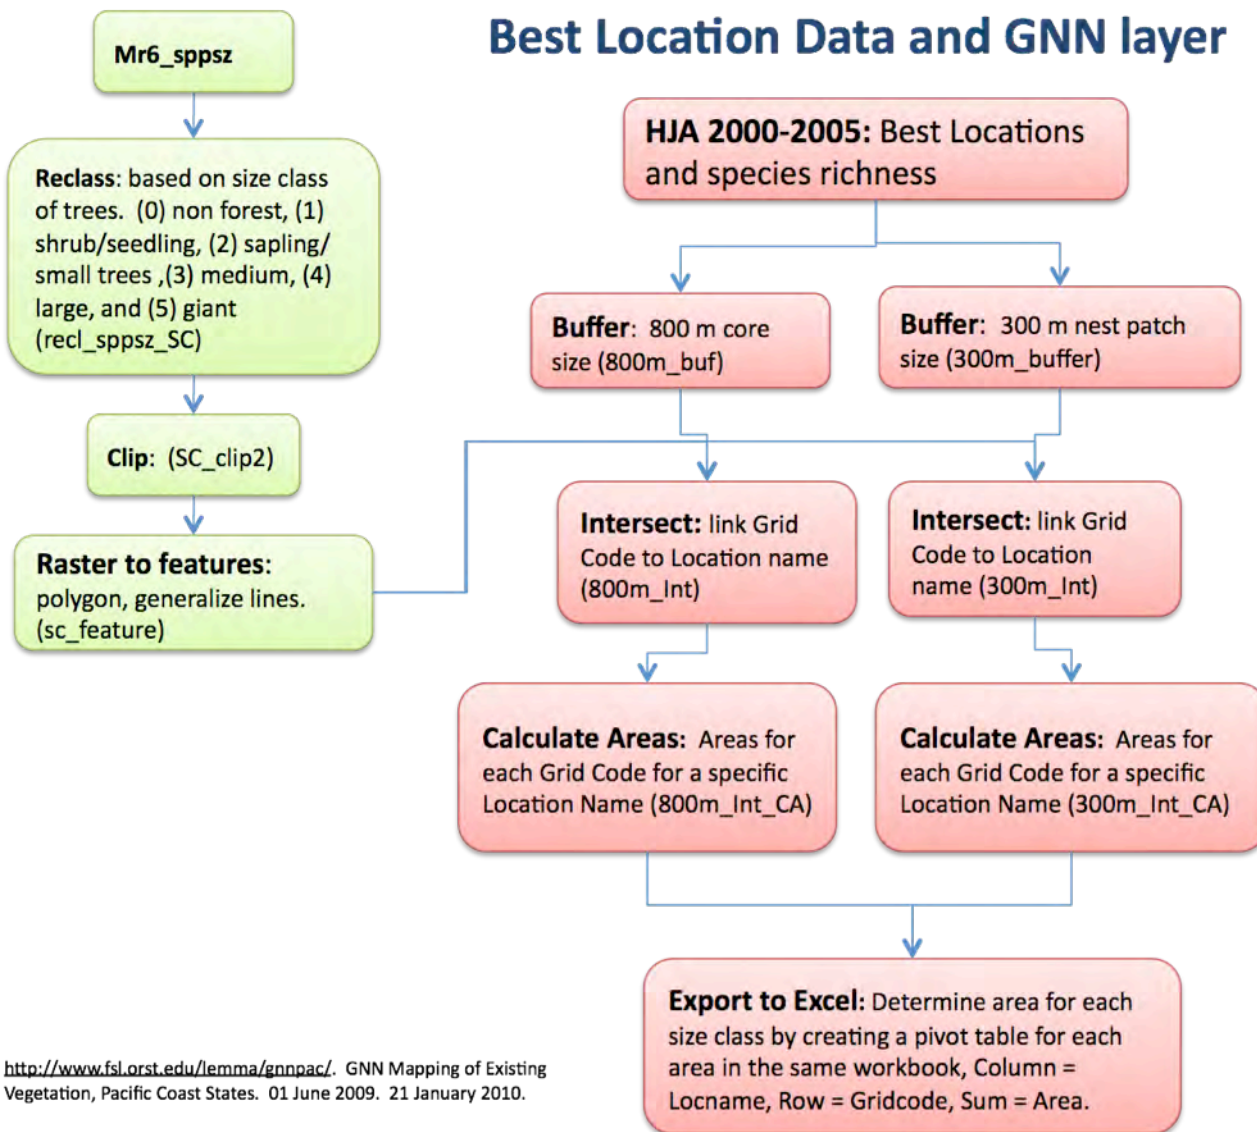 Best Location Data and GNN layer
Mr6_sppsz
Reclass: based on size class
of trees.  (0) non forest, (1)
shrub/seedling, (2) sapling/
small trees ,(3) medium, (4)
large, and (5) giant
(recl_sppsz_SC)
Clip:  (SC_clip2)
Raster to features:
polygon, generalize lines.
(sc_feature)
HJA 2000-2005: Best Locations
and species richness
Buffer:  800 m core
size (800m_buf)
Buffer:  300 m nest patch
size (300m_buffer)
Intersect: link Grid
Code to Location name
(800m_Int)
Intersect: link Grid
Code to Location
name (300m_Int)
Calculate Areas:  Areas for
each Grid Code for a specific
Location Name (800m_Int_CA)
Calculate Areas:  Areas for
each Grid Code for a specific
Location Name (300m_Int_CA)
Export to Excel: Determine area for each
size class by creating a pivot table for each
area in the same workbook, Column =
Locname, Row = Gridcode, Sum = Area.
http://www.fsl.orst.edu/lemma/gnnpac/.  GNN Mapping of Existing
Vegetation, Pacific Coast States.  01 June 2009.  21 January 2010.